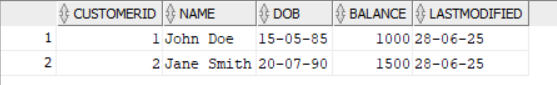 CUSTOMERID NAME DOB BALANCE LASTMODIFIED
1 1 John Doe 15-05-85 1000 28-06-25
2 2 Jane Smith 20-07-90 1500 28-06-25